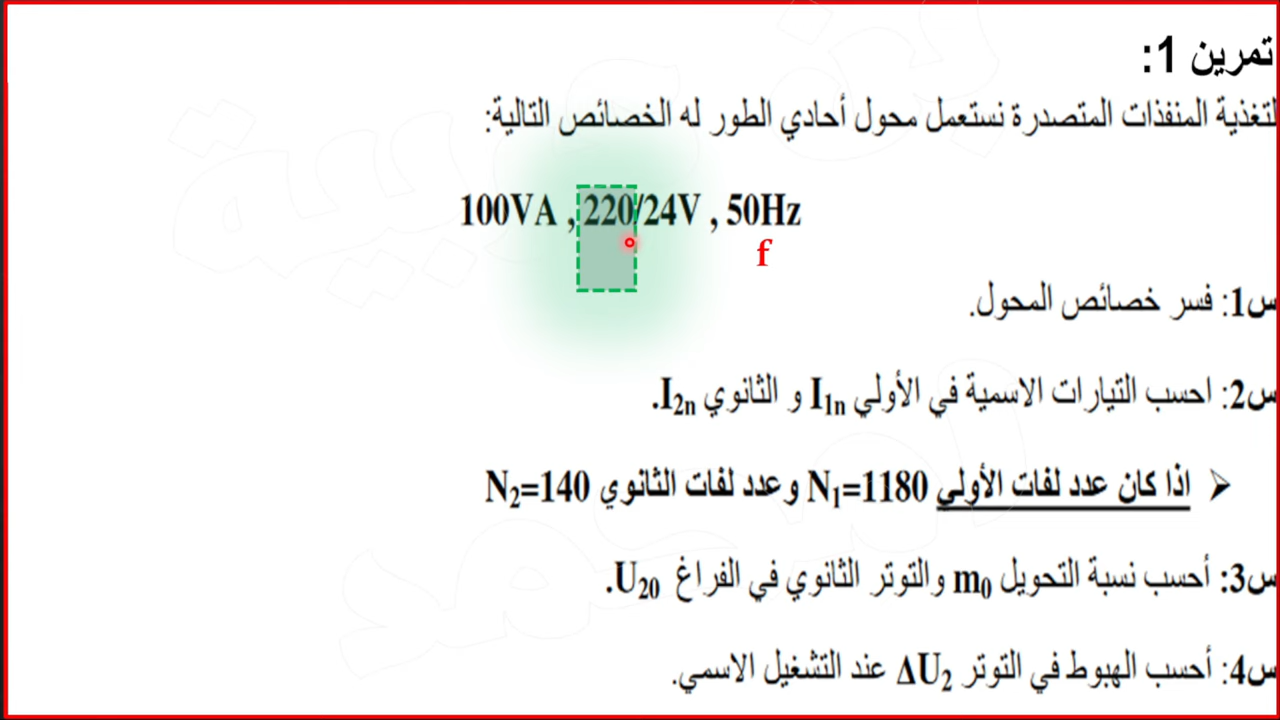 تمرين 1:
لتغذية المنفذات المتصدرة نستعمل محول أحادي الطور له الخصائص التالية:
100VA , 220/24V , 50Hz
f
س1: فسر خصائص المحول.
س2: احسب التيارات الاسمية في الأولي I₁ₙ و الثانوي I₂ₙ.
➢ اذا كان عدد لفات الأولي N₁=1180 وعدد لفات الثانوي N₂=140
س3: أحسب نسبة التحويل m₀ والتوتر الثانوي في الفراغ U₂₀.
س4: أحسب الهبوط في التوتر ΔU₂ عند التشغيل الاسمي.